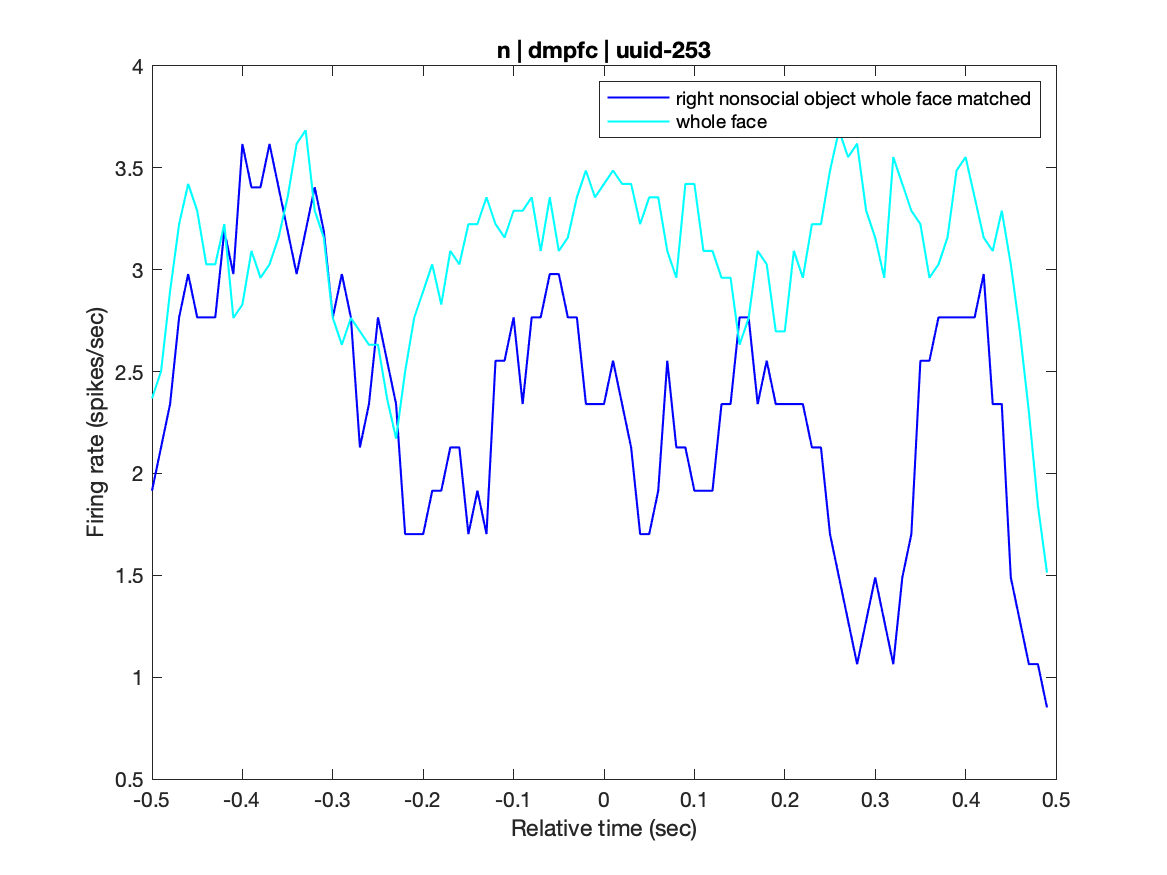 n | dmpfc | uuid-253
right nonsocial object whole face matched
whole face
Firing rate (spikes/sec)
4
3.5
3
2.5
2
1.5
1
0.5
-0.5 -0.4 -0.3 -0.2 -0.1 0 0.1 0.2 0.3 0.4 0.5
Relative time (sec)